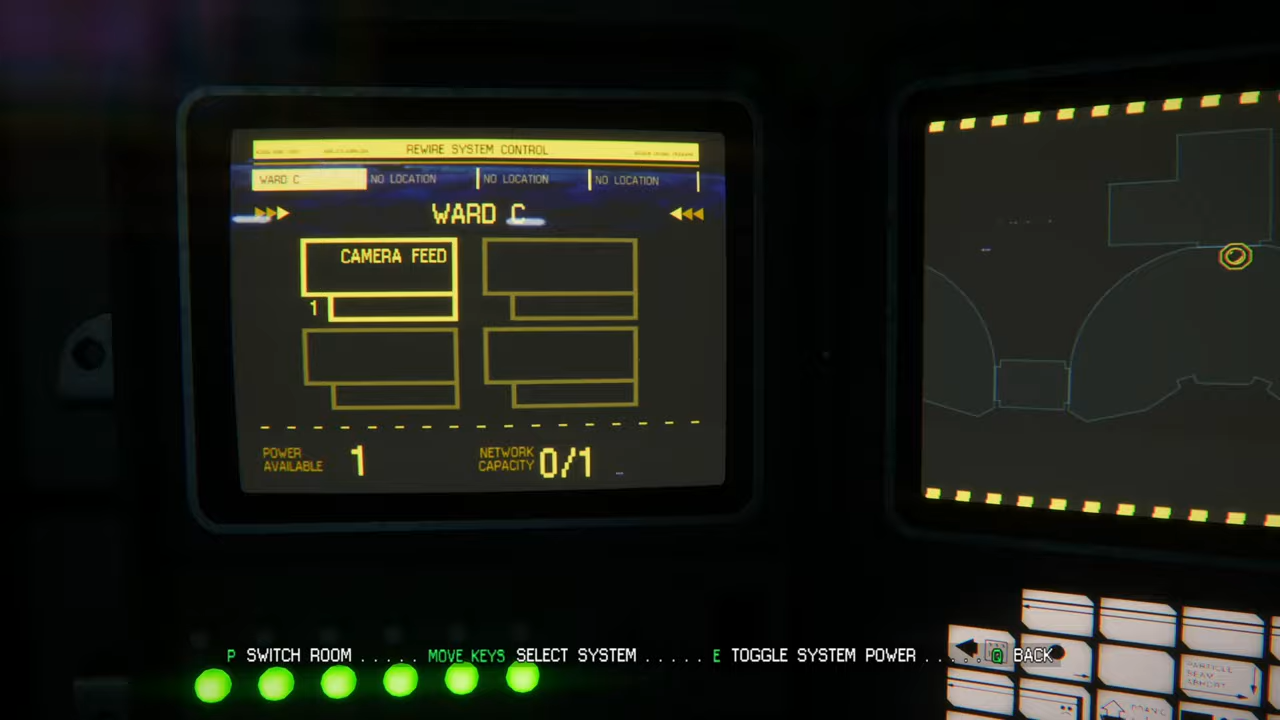 REWIRE SYSTEM CONTROL
WARD C NO LOCATION NO LOCATION NO LOCATION
WARD C
CAMERA FEED
1
POWER AVAILABLE 1 NETWORK CAPACITY 0/1
P SWITCH ROOM ..... MOVE KEYS SELECT SYSTEM ...... E TOGGLE SYSTEM POWER ...... Q BACK